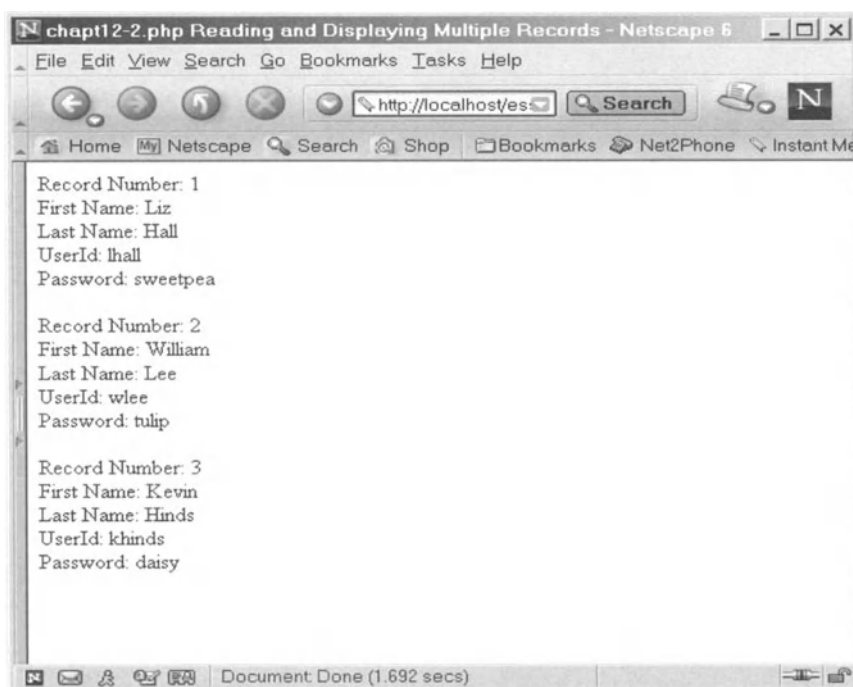 N chapt12-2.php Reading and Displaying Multiple Records - Netscape 6
File Edit View Search Go Bookmarks Tasks Help
http://localhost/es Search N
Home My Netscape Search Shop Bookmarks Net2Phone Instant Me
Record Number: 1
First Name: Liz
Last Name: Hall
UserId: lhall
Password: sweetpea
Record Number: 2
First Name: William
Last Name: Lee
UserId: wlee
Password: tulip
Record Number: 3
First Name: Kevin
Last Name: Hinds
UserId: khinds
Password: daisy
N Document: Done (1.692 secs)